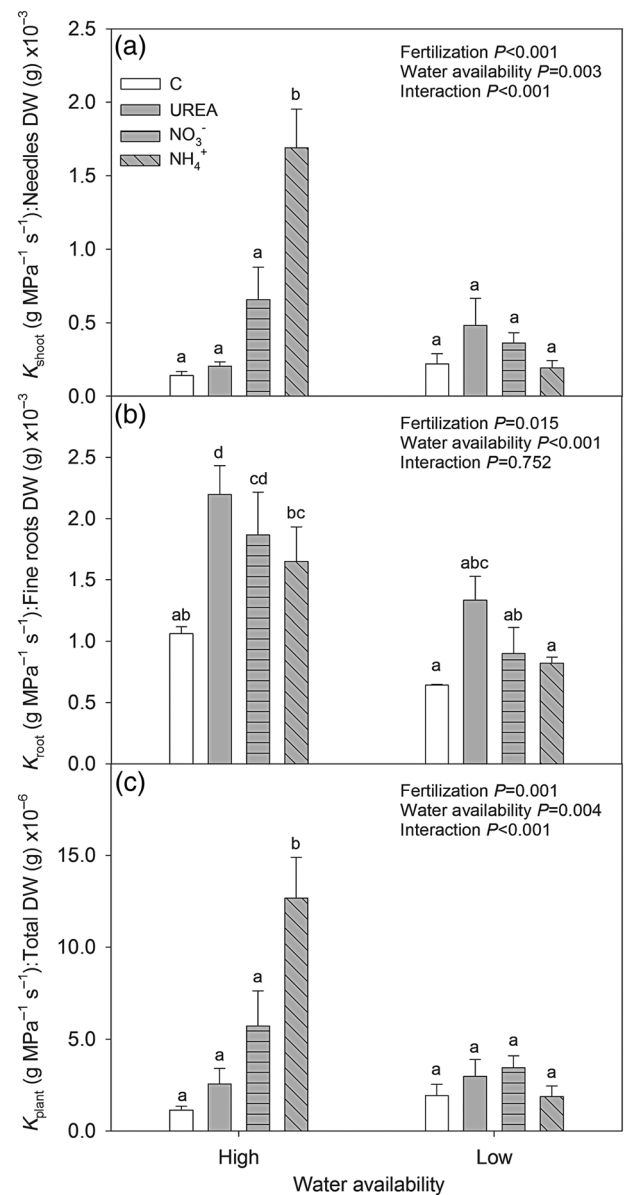 (a)
Fertilization P<0.001
Water availability P=0.003
Interaction P<0.001
C
UREA
NO₃⁻
NH₄⁺
2.5
2.0
1.5
1.0
0.5
0.0
a
a
a
b
a
a
a
a
K_shoot (g MPa⁻¹ s⁻¹):Needles DW (g) x10⁻³
(b)
Fertilization P=0.015
Water availability P<0.001
Interaction P=0.752
2.5
2.0
1.5
1.0
0.5
0.0
ab
d
cd
bc
a
abc
ab
a
K_root (g MPa⁻¹ s⁻¹):Fine roots DW (g) x10⁻³
(c)
Fertilization P=0.001
Water availability P=0.004
Interaction P<0.001
15.0
10.0
5.0
0.0
a
a
a
b
a
a
a
a
K_plant (g MPa⁻¹ s⁻¹):Total DW (g) x10⁻⁶
High
Low
Water availability